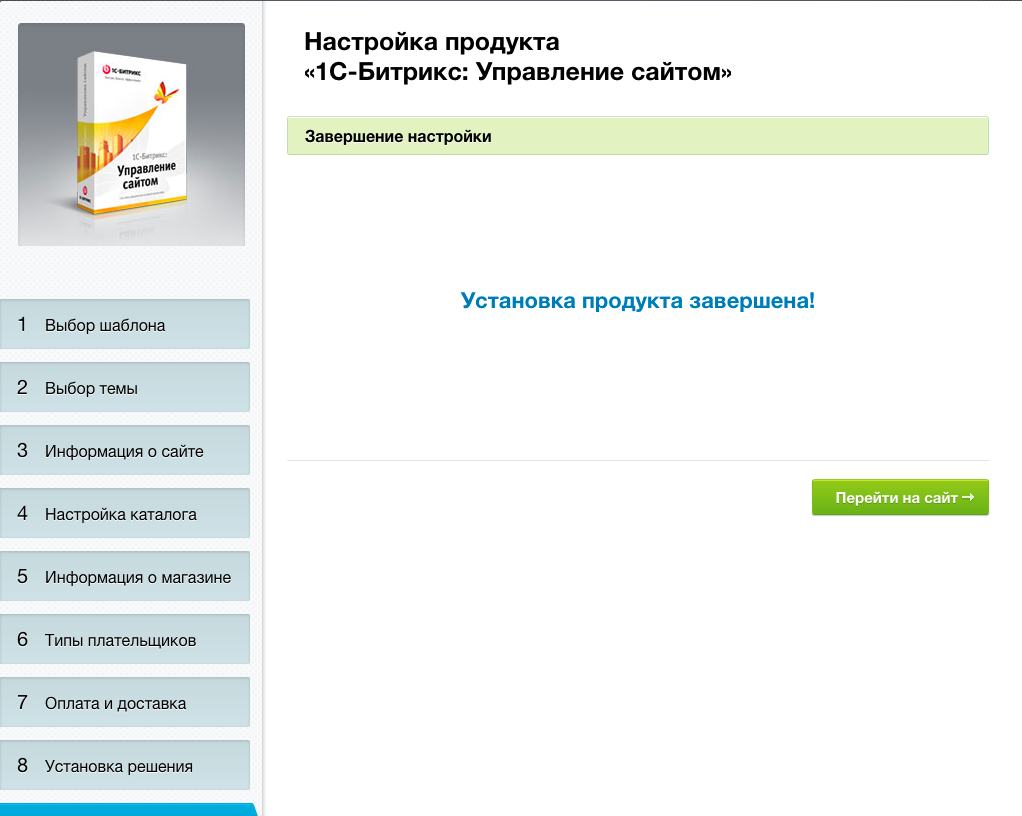 1С-БИТРИКС
1С-Битрикс:
Управление
сайтом
Настройка продукта
«1С-Битрикс: Управление сайтом»
Завершение настройки
Установка продукта завершена!
Перейти на сайт →
1 Выбор шаблона
2 Выбор темы
3 Информация о сайте
4 Настройка каталога
5 Информация о магазине
6 Типы плательщиков
7 Оплата и доставка
8 Установка решения